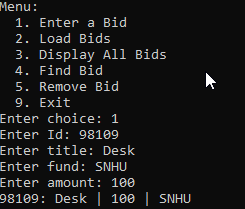 Menu:
1. Enter a Bid
2. Load Bids
3. Display All Bids
4. Find Bid
5. Remove Bid
9. Exit
Enter choice: 1
Enter Id: 98109
Enter title: Desk
Enter fund: SNHU
Enter amount: 100
98109: Desk | 100 | SNHU